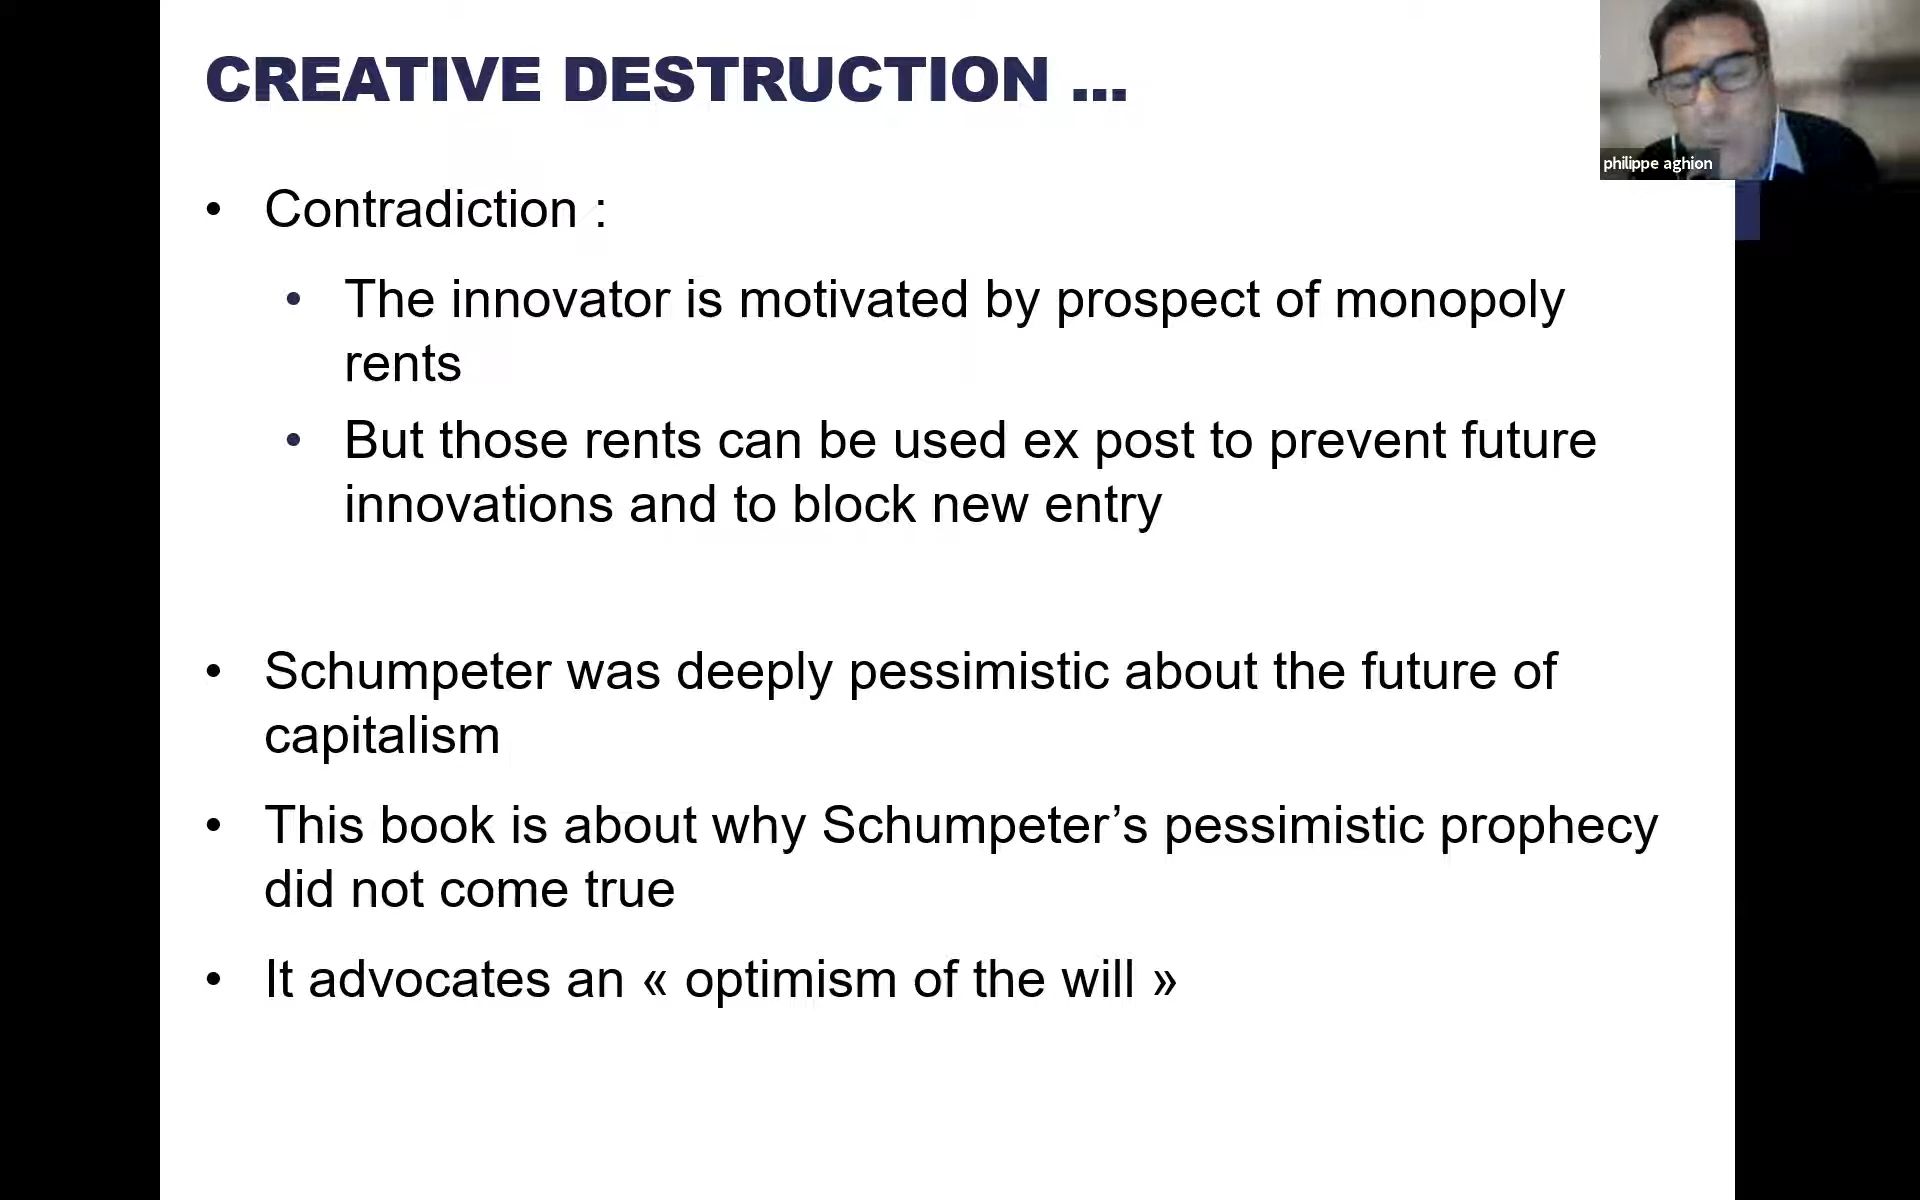 CREATIVE DESTRUCTION ...
philippe aghion
• Contradiction :
• The innovator is motivated by prospect of monopoly
rents
• But those rents can be used ex post to prevent future
innovations and to block new entry
• Schumpeter was deeply pessimistic about the future of
capitalism
• This book is about why Schumpeter’s pessimistic prophecy
did not come true
• It advocates an « optimism of the will »